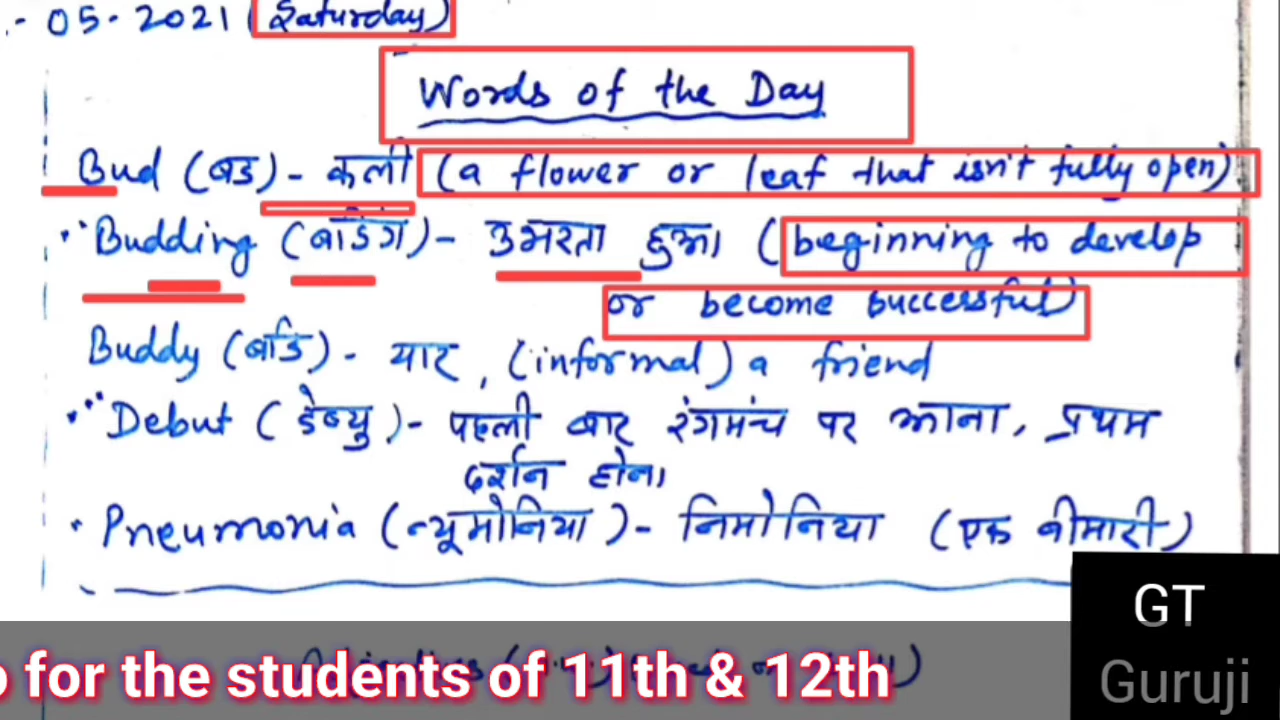 .- 05-2021 (Saturday)
Words of the Day
Bud (बड) - कली (a flower or leaf that isn't fully open)
Budding (बडिंग) - उभरता हुआ (beginning to develop
or become successful)
Buddy (बडि) - यार, (informal) a friend
Debut (डेब्यु) - पहली बार रंगमंच पर आना, प्रथम
दर्शन होना
Pneumonia (न्यूमोनिया) - निमोनिया (एक बीमारी)
for the students of 11th & 12th
GT
Guruji